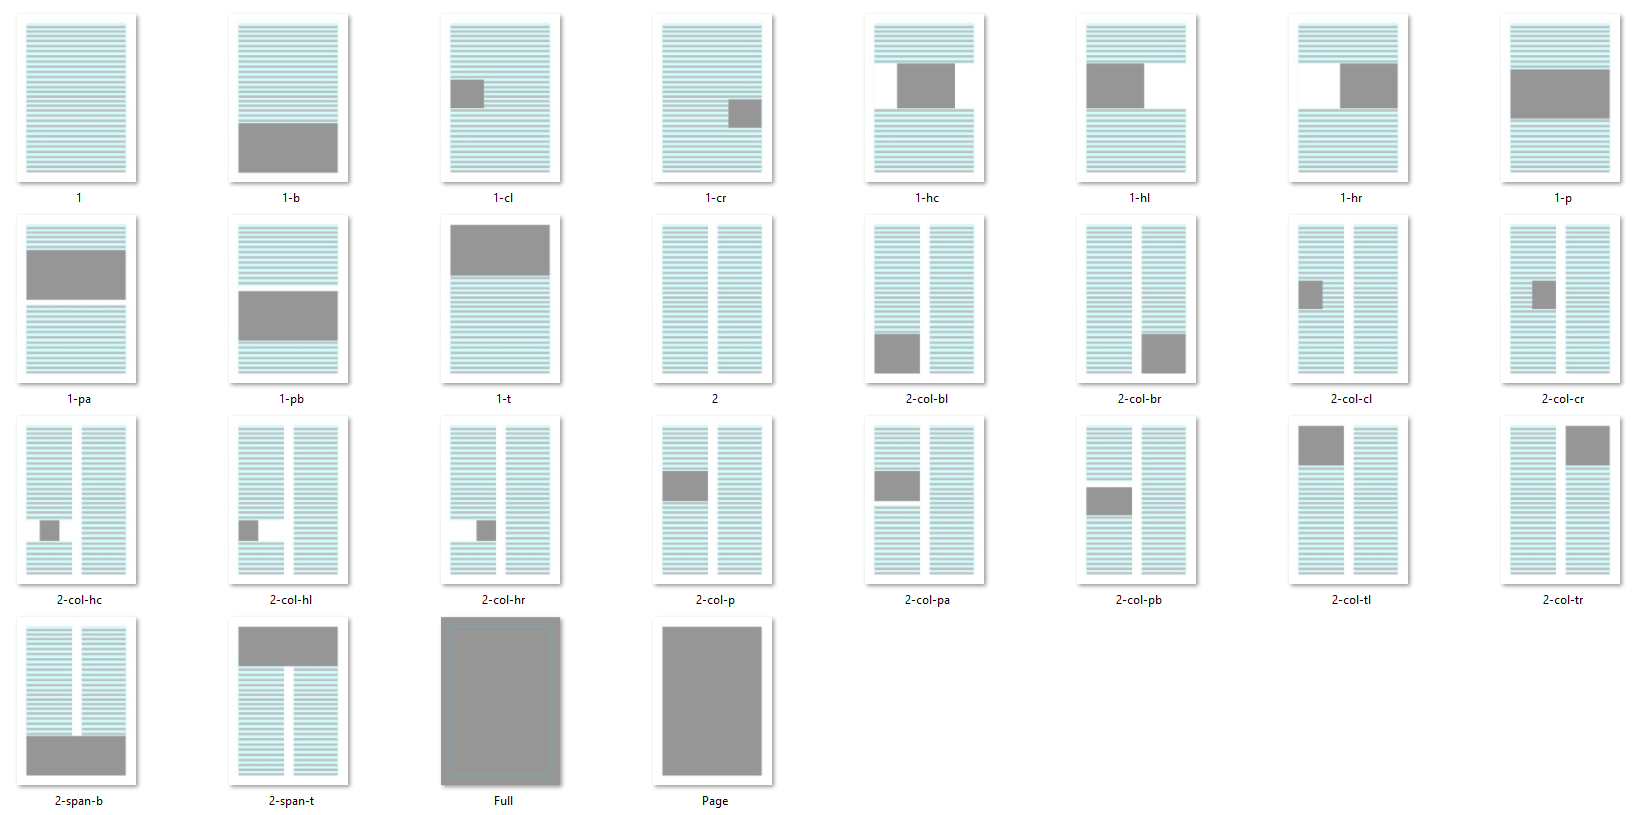 1 1-b 1-cl 1-cr 1-hc 1-hl 1-hr 1-p
1-pa 1-pb 1-t 2 2-col-bl 2-col-br 2-col-cl 2-col-cr
2-col-hc 2-col-hl 2-col-hr 2-col-p 2-col-pa 2-col-pb 2-col-tl 2-col-tr
2-span-b 2-span-t Full Page